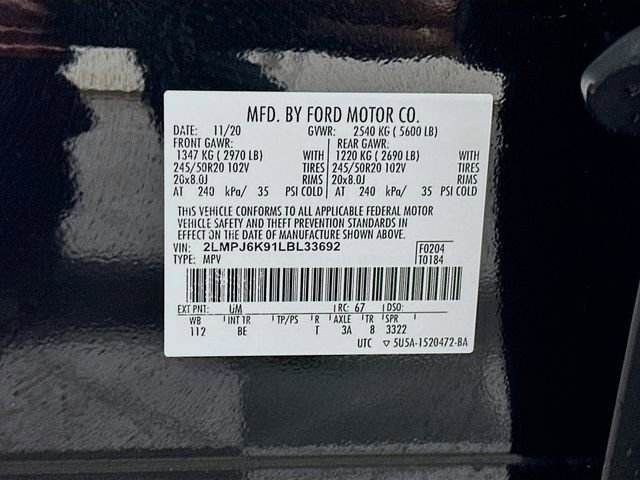 MFD. BY FORD MOTOR CO.
DATE: 11/20 GVWR: 2540 KG ( 5600 LB)
FRONT GAWR: REAR GAWR:
1347 KG ( 2970 LB) WITH 1220 KG ( 2690 LB) WITH
245/50R20 102V TIRES 245/50R20 102V TIRES
20x8.0J RIMS 20x8.0J RIMS
AT 240 kPa/ 35 PSI COLD AT 240 kPa/ 35 PSI COLD
THIS VEHICLE CONFORMS TO ALL APPLICABLE FEDERAL MOTOR
VEHICLE SAFETY AND THEFT PREVENTION STANDARDS IN
EFFECT ON THE DATE OF MANUFACTURE SHOWN ABOVE.
VIN: 2LMPJ6K91LBL33692 F0204
TYPE: MPV T0184
EXT PNT: UM RC: 67 DSO:
WB INT TR TP/PS R AXLE TR SPR
112 BE T 3A 8 3322
UTC ▽ 5U5A-1520472-BA